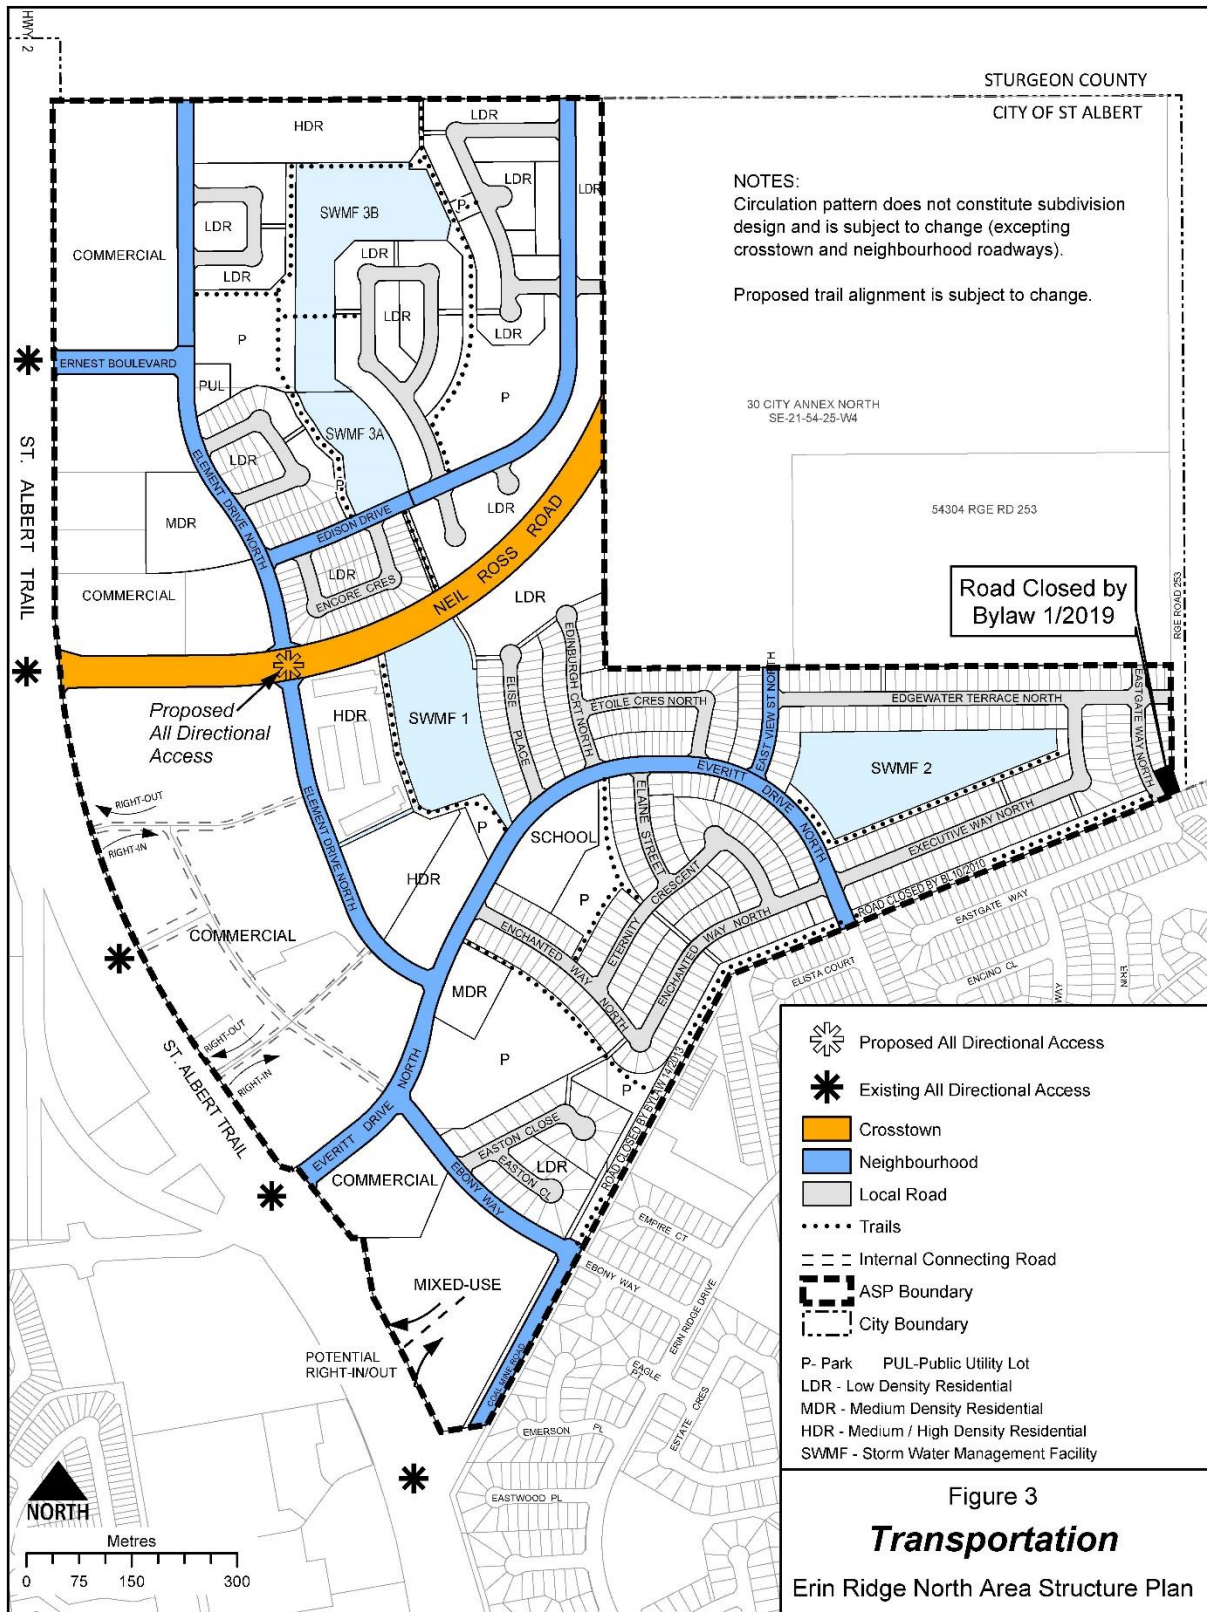 HWY 2
STURGEON COUNTY
CITY OF ST ALBERT
NOTES:
Circulation pattern does not constitute subdivision
design and is subject to change (excepting
crosstown and neighbourhood roadways).
Proposed trail alignment is subject to change.
HDR
LDR
LDR
LDR
P
SWMF 3B
LDR
COMMERCIAL
LDR
LDR
LDR
LDR
P
ERNEST BOULEVARD
PUL
P
30 CITY ANNEX NORTH
SE-21-54-25-W4
ST. ALBERT TRAIL
SWMF 3A
LDR
P
ELEMENT DRIVE NORTH
MDR
EDISON DRIVE
LDR
54304 RGE RD 253
NEIL ROSS ROAD
LDR
ENCORE CRES
COMMERCIAL
LDR
Road Closed by
Bylaw 1/2019
RGE ROAD 253
Proposed
All Directional
Access
HDR
SWMF 1
ELISE PLACE
EDINBURGH CRT NORTH
ETOILE CRES NORTH
EAST VIEW ST NORTH
EDGEWATER TERRACE NORTH
EASTGATE WAY NORTH
SWMF 2
EVERITT DRIVE NORTH
ELAINE STREET
RIGHT-OUT
RIGHT-IN
ELEMENT DRIVE NORTH
P
SCHOOL
EXECUTIVE WAY NORTH
HDR
ETERNITY CRESCENT
P
ROAD CLOSED BY BL10/2010
EASTGATE WAY
COMMERCIAL
ENCHANTED WAY NORTH
ENCHANTED WAY NORTH
ELISTA COURT
ENCINO CL
ERIN
WAY
MDR
RIGHT-OUT
RIGHT-IN
ST. ALBERT TRAIL
P
P
ROAD CLOSED BY BYLAW 14/2013
EVERITT DRIVE NORTH
EASTON CLOSE
LDR
EASTON CL
COMMERCIAL
EBONY WAY
EMPIRE CT
EBONY WAY
ERIN RIDGE DRIVE
MIXED-USE
POTENTIAL
RIGHT-IN/OUT
COAL MINE ROAD
EAGLE PT
ESTATE CRES
EMERSON PL
EASTWOOD PL
Proposed All Directional Access
Existing All Directional Access
Crosstown
Neighbourhood
Local Road
Trails
Internal Connecting Road
ASP Boundary
City Boundary
P- Park PUL-Public Utility Lot
LDR - Low Density Residential
MDR - Medium Density Residential
HDR - Medium / High Density Residential
SWMF - Storm Water Management Facility
NORTH
Metres
0 75 150 300
Figure 3
Transportation
Erin Ridge North Area Structure Plan